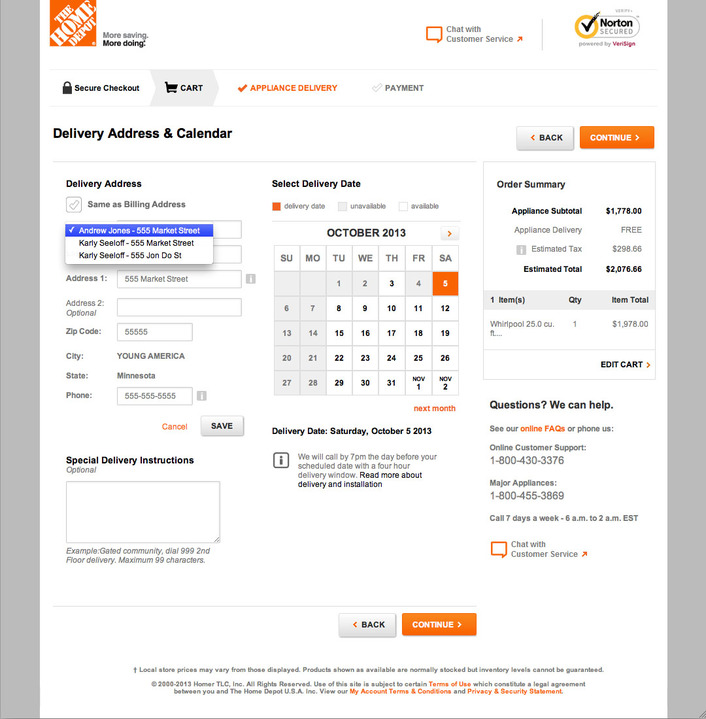 THE HOME DEPOT
More saving.
More doing.
Chat with
Customer Service
VERIFY
Norton
SECURED
powered by VeriSign
Secure Checkout
CART
APPLIANCE DELIVERY
PAYMENT
Delivery Address & Calendar
BACK
CONTINUE
Delivery Address
Same as Billing Address
Andrew Jones - 555 Market Street
Karly Seeloff - 555 Market Street
Karly Seeloff - 555 Jon Do St
Address 1: 555 Market Street
Address 2:
Optional
Zip Code: 55555
City: YOUNG AMERICA
State: Minnesota
Phone: 555-555-5555
Cancel
SAVE
Special Delivery Instructions
Optional
Example:Gated community, dial 999 2nd
Floor delivery. Maximum 99 characters.
Select Delivery Date
delivery date unavailable available
OCTOBER 2013
SU MO TU WE TH FR SA
1 2 3 4 5
6 7 8 9 10 11 12
13 14 15 16 17 18 19
20 21 22 23 24 25 26
27 28 29 30 31 NOV 1 NOV 2
next month
Delivery Date: Saturday, October 5 2013
We will call by 7pm the day before your
scheduled date with a four hour
delivery window. Read more about
delivery and installation
Order Summary
Appliance Subtotal $1,778.00
Appliance Delivery FREE
Estimated Tax $298.66
Estimated Total $2,076.66
1 Item(s) Qty Item Total
Whirlpool 25.0 cu. 1 $1,978.00
ft....
EDIT CART
Questions? We can help.
See our online FAQs or phone us:
Online Customer Support:
1-800-430-3376
Major Appliances:
1-800-455-3869
Call 7 days a week - 6 a.m. to 2 a.m. EST
Chat with
Customer Service
BACK
CONTINUE
† Local store prices may vary from those displayed. Products shown as available are normally stocked but inventory levels cannot be guaranteed.
© 2000-2013 Homer TLC, Inc. All Rights Reserved. Use of this site is subject to certain Terms of Use which constitute a legal agreement
between you and The Home Depot U.S.A. Inc. View our My Account Terms & Conditions and Privacy & Security Statement.